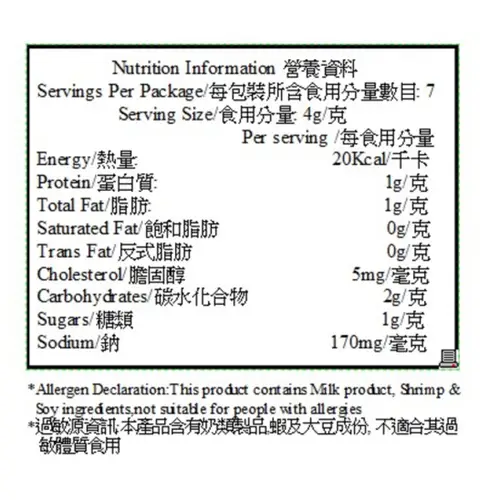 Nutrition Information 營養資料
Servings Per Package/每包裝所含食用分量數目: 7
Serving Size/食用分量: 4g/克
Per serving /每食用分量
Energy/熱量: 20Kcal/千卡
Protein/蛋白質: 1g/克
Total Fat/脂肪: 1g/克
Saturated Fat/飽和脂肪 0g/克
Trans Fat/反式脂肪 0g/克
Cholesterol/膽固醇 5mg/毫克
Carbohydrates/碳水化合物 2g/克
Sugars/糖類 1g/克
Sodium/鈉 170mg/毫克
*Allergen Declaration:This product contains Milk product, Shrimp &
Soy ingredients,not suitable for people with allergies
*過敏源資訊:本產品含有奶類製品,蝦及大豆成份, 不適合其過
敏體質食用